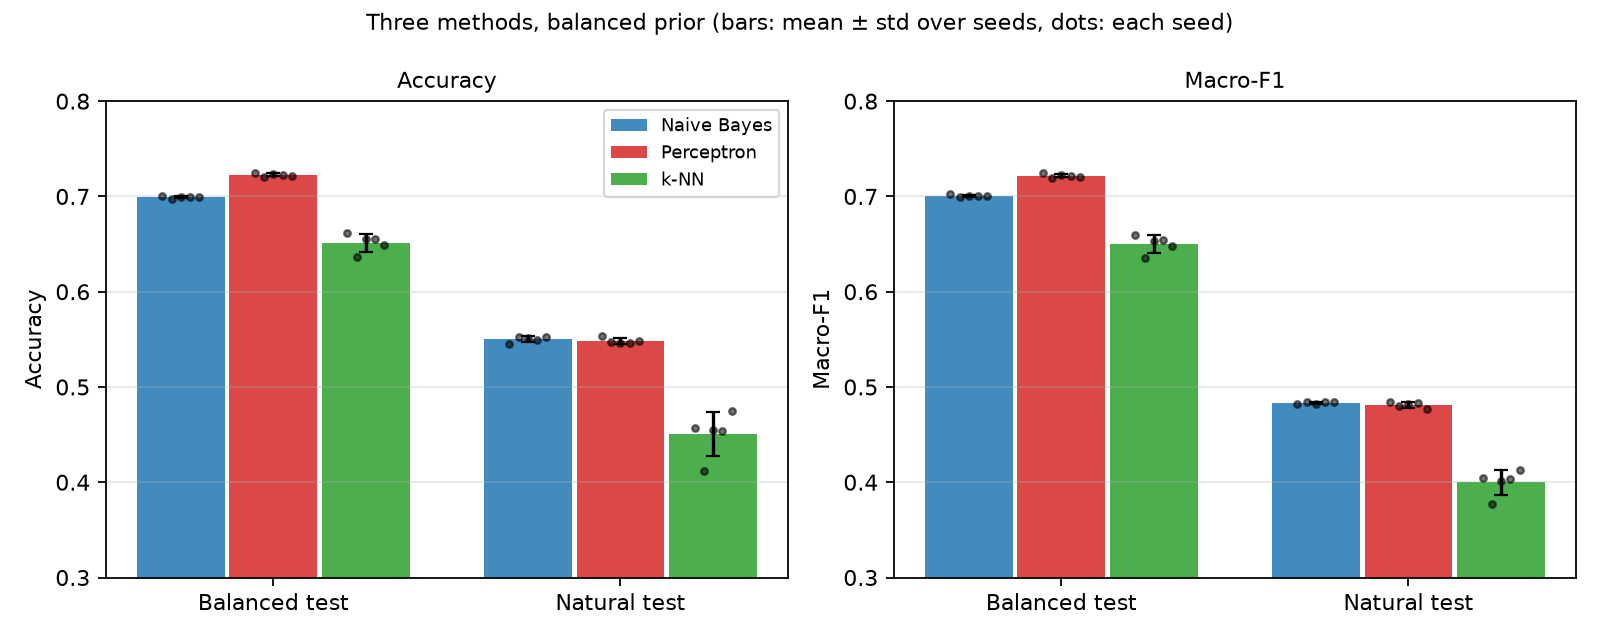 Three methods, balanced prior (bars: mean ± std over seeds, dots: each seed)
Accuracy
Accuracy
0.8
0.7
0.6
0.5
0.4
0.3
Naive Bayes
Perceptron
k-NN
Balanced test
Natural test
Macro-F1
Macro-F1
0.8
0.7
0.6
0.5
0.4
0.3
Balanced test
Natural test